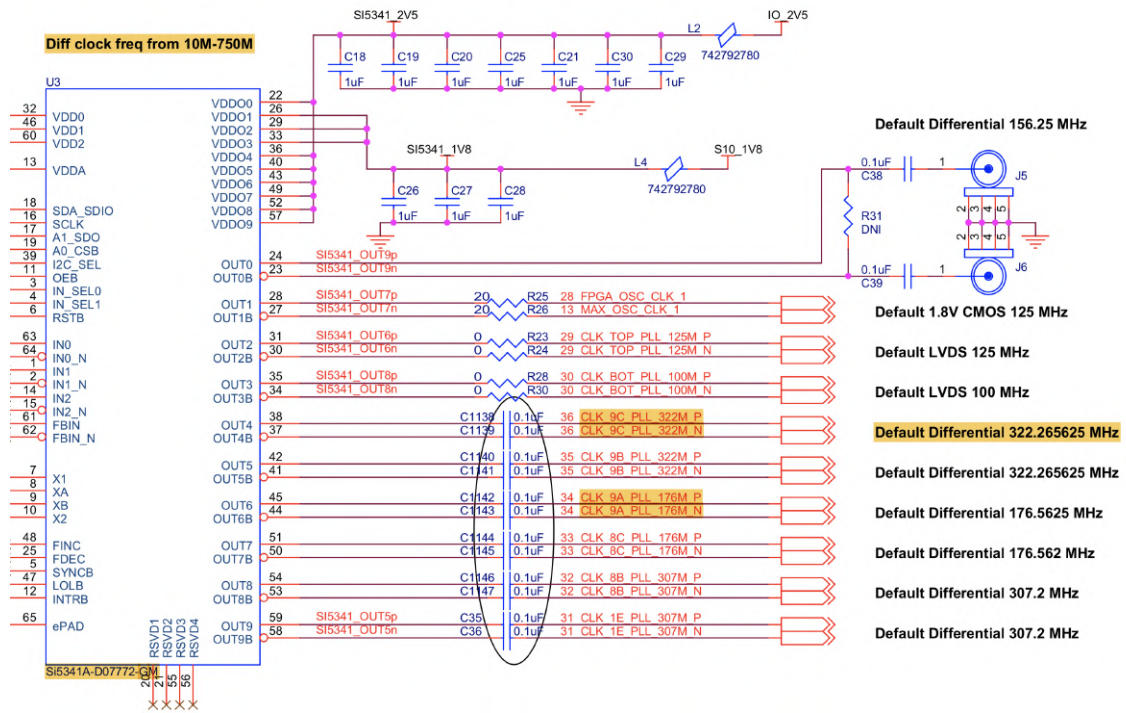 SI5341_2V5
IO_2V5
L2
742792780
Diff clock freq from 10M-750M
C18
C19
C20
C25
C21
C30
C29
1uF
1uF
1uF
1uF
1uF
1uF
1uF
U3
32 VDD0
46 VDD1
60 VDD2
13 VDDA
18 SDA_SDIO
16 SCLK
17 A1_SDO
19 A0_CSB
39 I2C_SEL
11 OEB
3 IN_SEL0
4 IN_SEL1
6 RSTB
63 IN0
64 IN0_N
1 IN1
2 IN1_N
14 IN2
15 IN2_N
61 FBIN
62 FBIN_N
7 X1
8 XA
9 XB
10 X2
48 FINC
25 FDEC
5 SYNCB
47 LOLB
12 INTRB
65 ePAD
RSVD1
RSVD2
RSVD3
RSVD4
20
21
55
56
Si5341A-D07772-GM
VDDO0 22
VDDO1 26
VDDO2 29
VDDO3 33
VDDO4 36
VDDO5 40
VDDO6 43
VDDO7 49
VDDO8 52
VDDO9 57
SI5341_1V8
S10_1V8
L4
742792780
C26
C27
C28
1uF
1uF
1uF
Default Differential 156.25 MHz
0.1uF
C38
1
J5
2 3 4 5
R31
DNI
2 3 4 5
J6
0.1uF
C39
1
OUT0 24 SI5341_OUT9p
OUT0B 23 SI5341_OUT9n
OUT1 28 SI5341_OUT7p 20 R25 28 FPGA_OSC_CLK_1
OUT1B 27 SI5341_OUT7n 20 R26 13 MAX_OSC_CLK_1
Default 1.8V CMOS 125 MHz
OUT2 31 SI5341_OUT6p 0 R23 29 CLK_TOP_PLL_125M_P
OUT2B 30 SI5341_OUT6n 0 R24 29 CLK_TOP_PLL_125M_N
Default LVDS 125 MHz
OUT3 35 SI5341_OUT8p 0 R28 30 CLK_BOT_PLL_100M_P
OUT3B 34 SI5341_OUT8n 0 R30 30 CLK_BOT_PLL_100M_N
Default LVDS 100 MHz
OUT4 38 C1138 0.1uF 36 CLK_9C_PLL_322M_P
OUT4B 37 C1139 0.1uF 36 CLK_9C_PLL_322M_N
Default Differential 322.265625 MHz
OUT5 42 C1140 0.1uF 35 CLK_9B_PLL_322M_P
OUT5B 41 C1141 0.1uF 35 CLK_9B_PLL_322M_N
Default Differential 322.265625 MHz
OUT6 45 C1142 0.1uF 34 CLK_9A_PLL_176M_P
OUT6B 44 C1143 0.1uF 34 CLK_9A_PLL_176M_N
Default Differential 176.5625 MHz
OUT7 51 C1144 0.1uF 33 CLK_8C_PLL_176M_P
OUT7B 50 C1145 0.1uF 33 CLK_8C_PLL_176M_N
Default Differential 176.562 MHz
OUT8 54 C1146 0.1uF 32 CLK_8B_PLL_307M_P
OUT8B 53 C1147 0.1uF 32 CLK_8B_PLL_307M_N
Default Differential 307.2 MHz
OUT9 59 SI5341_OUT5p C35 0.1uF 31 CLK_1E_PLL_307M_P
OUT9B 58 SI5341_OUT5n C36 0.1uF 31 CLK_1E_PLL_307M_N
Default Differential 307.2 MHz